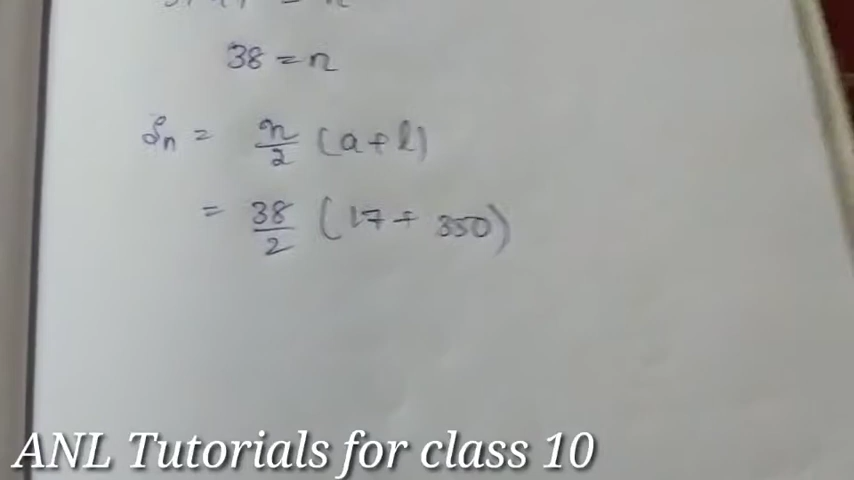 38 = n
Sn = n/2 (a + l)
= 38/2 (17 + 350)
ANL Tutorials for class 10